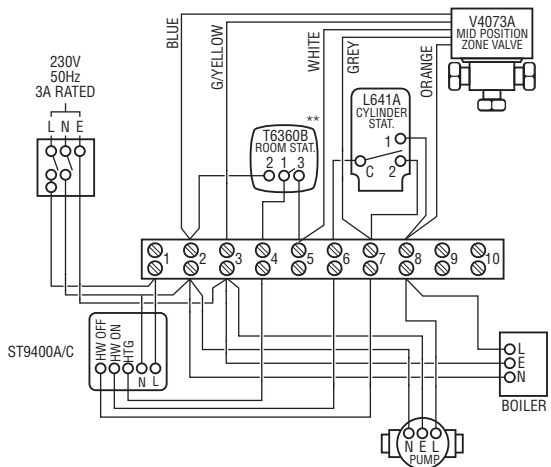 V4073A
MID POSITION
ZONE VALVE
BLUE
G/YELLOW
WHITE
GREY
ORANGE
230V
50Hz
3A RATED
L N E
**
T6360B
ROOM STAT.
2 1 3
L641A
CYLINDER
STAT.
1
C 2
1 2 3 4 5 6 7 8 9 10
ST9400A/C
HW OFF
HW ON
HTG
N L
L
E
N
BOILER
N E L
PUMP